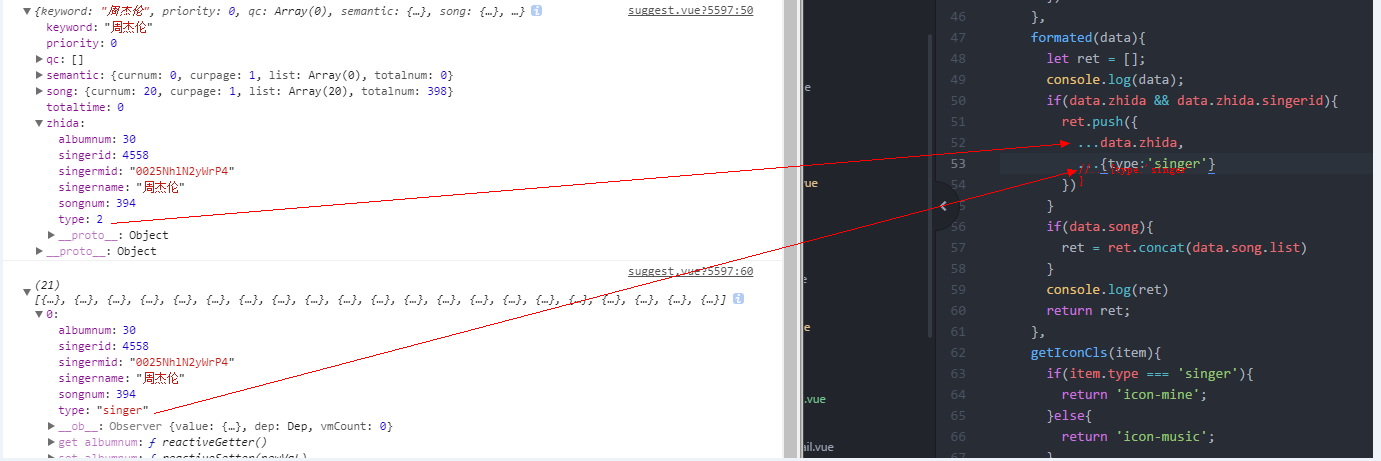 {keyword: "周杰伦", priority: 0, qc: Array(0), semantic: {…}, song: {…}, …}
suggest.vue?5597:50
keyword: "周杰伦"
priority: 0
qc: []
semantic: {curnum: 0, curpage: 1, list: Array(0), totalnum: 0}
song: {curnum: 20, curpage: 1, list: Array(20), totalnum: 398}
totaltime: 0
zhida:
albumnum: 30
singerid: 4558
singermid: "0025NhlN2yWrP4"
singername: "周杰伦"
songnum: 394
type: 2
__proto__: Object
__proto__: Object
suggest.vue?5597:60
(21)
[{…}, {…}, {…}, {…}, {…}, {…}, {…}, {…}, {…}, {…}, {…}, {…}, {…}, {…}, {…}, {…}, {…}, {…}, {…}, {…}, {…}]
0:
albumnum: 30
singerid: 4558
singermid: "0025NhlN2yWrP4"
singername: "周杰伦"
songnum: 394
type: "singer"
__ob__: Observer {value: {…}, dep: Dep, vmCount: 0}
get albumnum: ƒ reactiveGetter()
set albumnum: ƒ reactiveSetter(newVal)
46 },
47 formated(data){
48 let ret = [];
49 console.log(data);
50 if(data.zhida && data.zhida.singerid){
51 ret.push({
52 ...data.zhida,
53 ...{type:'singer'}
54 })
5 }
56 if(data.song){
57 ret = ret.concat(data.song.list)
58 }
59 console.log(ret)
60 return ret;
61 },
62 getIconCls(item){
63 if(item.type === 'singer'){
64 return 'icon-mine';
65 }else{
66 return 'icon-music';